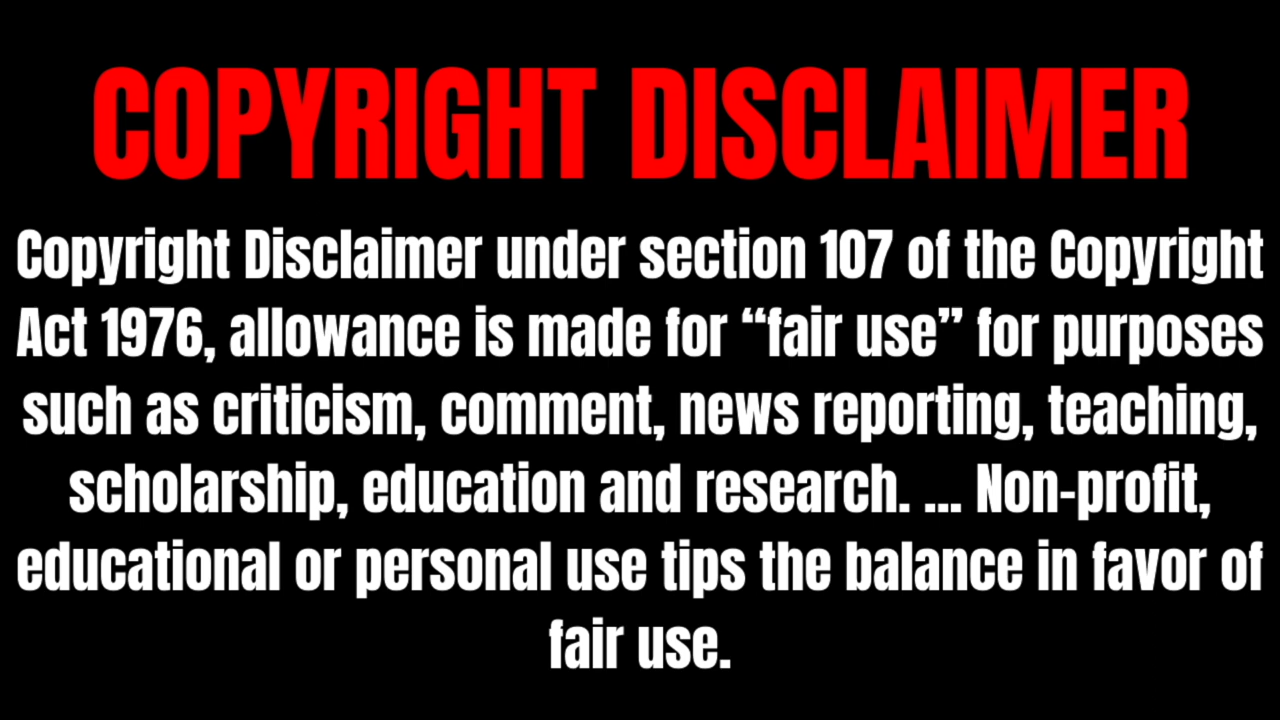 COPYRIGHT DISCLAIMER
Copyright Disclaimer under section 107 of the Copyright
Act 1976, allowance is made for “fair use” for purposes
such as criticism, comment, news reporting, teaching,
scholarship, education and research. ... Non-profit,
educational or personal use tips the balance in favor of
fair use.